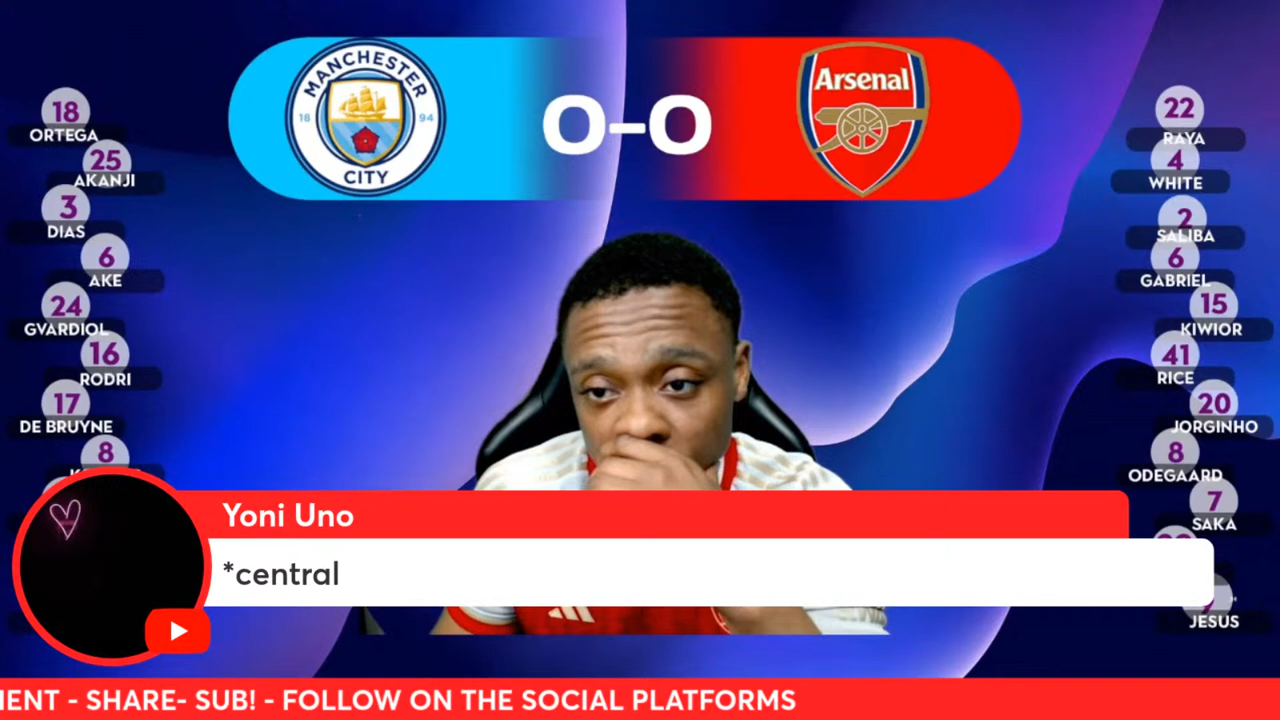 MANCHESTER
18 94
CITY
0-0
Arsenal
18
ORTEGA
25
AKANJI
3
DIAS
6
AKE
24
GVARDIOL
16
RODRI
17
DE BRUYNE
8
22
RAYA
4
WHITE
2
SALIBA
6
GABRIEL
15
KIWIOR
41
RICE
20
JORGINHO
8
ODEGAARD
7
SAKA
JESUS
Yoni Uno
*central
IENT - SHARE- SUB! - FOLLOW ON THE SOCIAL PLATFORMS